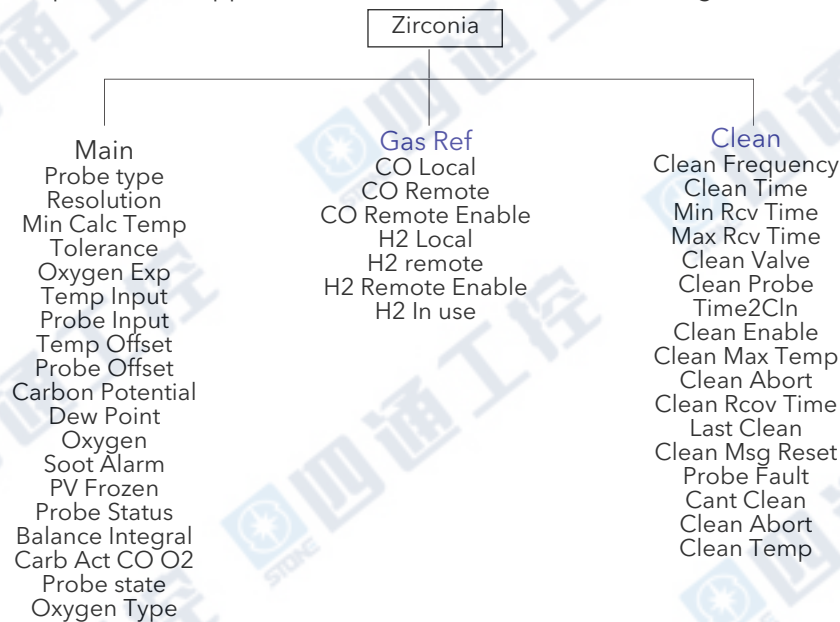 Zirconia
Main
Probe type
Resolution
Min Calc Temp
Tolerance
Oxygen Exp
Temp Input
Probe Input
Temp Offset
Probe Offset
Carbon Potential
Dew Point
Oxygen
Soot Alarm
PV Frozen
Probe Status
Balance Integral
Carb Act CO O2
Probe state
Oxygen Type
Gas Ref
CO Local
CO Remote
CO Remote Enable
H2 Local
H2 remote
H2 Remote Enable
H2 In use
Clean
Clean Frequency
Clean Time
Min Rcv Time
Max Rcv Time
Clean Valve
Clean Probe
Time2Cln
Clean Enable
Clean Max Temp
Clean Abort
Clean Rcov Time
Last Clean
Clean Msg Reset
Probe Fault
Cant Clean
Clean Abort
Clean Temp
四通工控
STONE